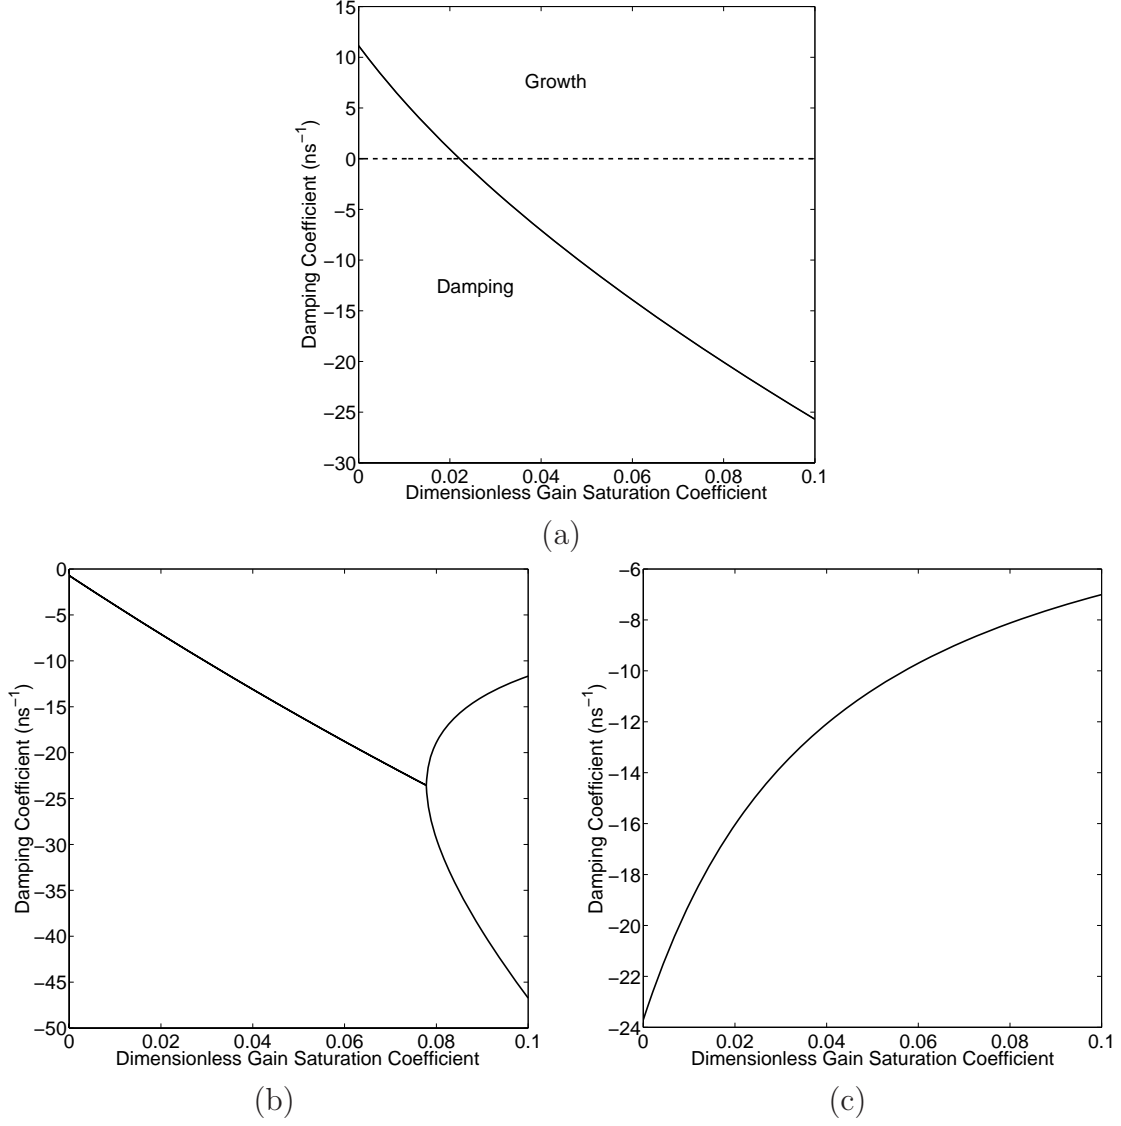 15
10
5
0
−5
−10
−15
−20
−25
−30
Damping Coefficient (ns−1)
Growth
Damping
0 0.02 0.04 0.06 0.08 0.1
Dimensionless Gain Saturation Coefficient
(a)
0
−5
−10
−15
−20
−25
−30
−35
−40
−45
−50
Damping Coefficient (ns−1)
0 0.02 0.04 0.06 0.08 0.1
Dimensionless Gain Saturation Coefficient
(b)
−6
−8
−10
−12
−14
−16
−18
−20
−22
−24
Damping Coefficient (ns−1)
0 0.02 0.04 0.06 0.08 0.1
Dimensionless Gain Saturation Coefficient
(c)